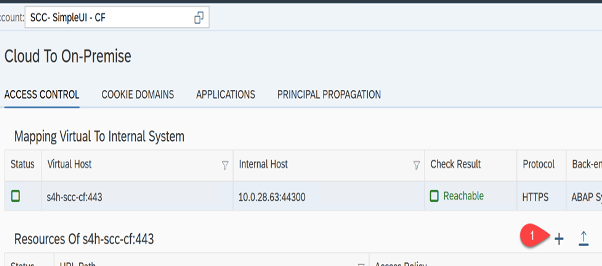 count: SCC- SimpleUI - CF
Cloud To On-Premise
ACCESS CONTROL COOKIE DOMAINS APPLICATIONS PRINCIPAL PROPAGATION
Mapping Virtual To Internal System
Status Virtual Host Internal Host Check Result Protocol Back-en
s4h-scc-cf:443 10.0.28.63:44300 Reachable HTTPS ABAP Sy
Resources Of s4h-scc-cf:443 1
Status URL Path Access Policy